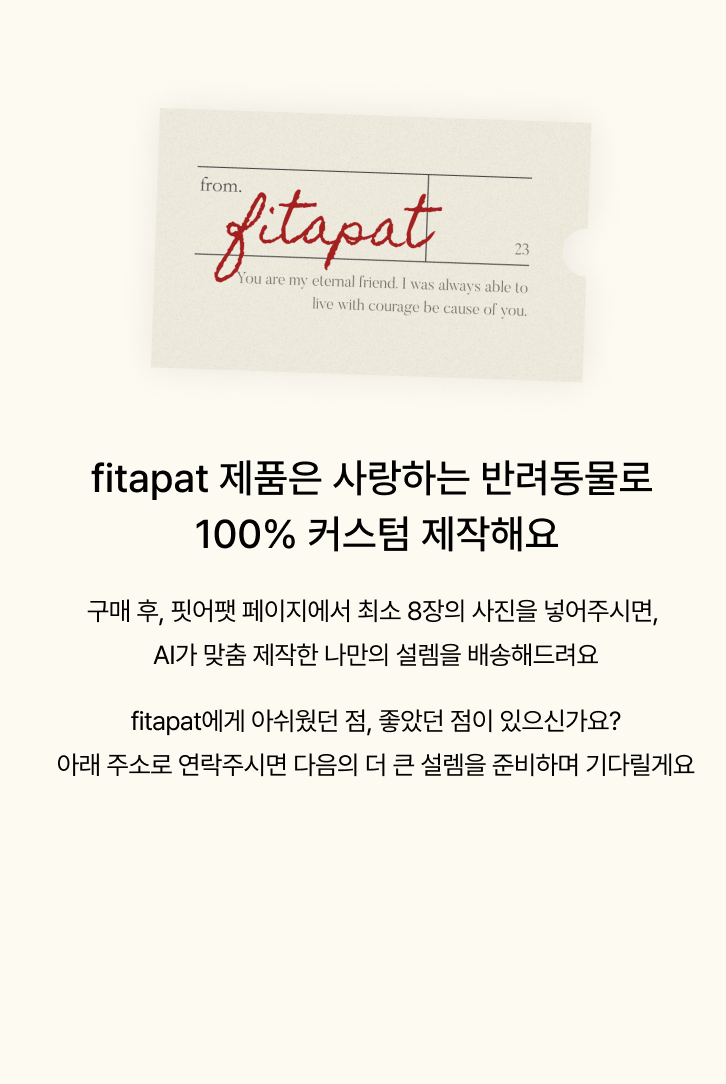 from.
fitapat
23
You are my eternal friend. I was always able to
live with courage be cause of you.
fitapat 제품은 사랑하는 반려동물로
100% 커스텀 제작해요
구매 후, 핏어팻 페이지에서 최소 8장의 사진을 넣어주시면,
AI가 맞춤 제작한 나만의 설렘을 배송해드려요
fitapat에게 아쉬웠던 점, 좋았던 점이 있으신가요?
아래 주소로 연락주시면 다음의 더 큰 설렘을 준비하며 기다릴게요